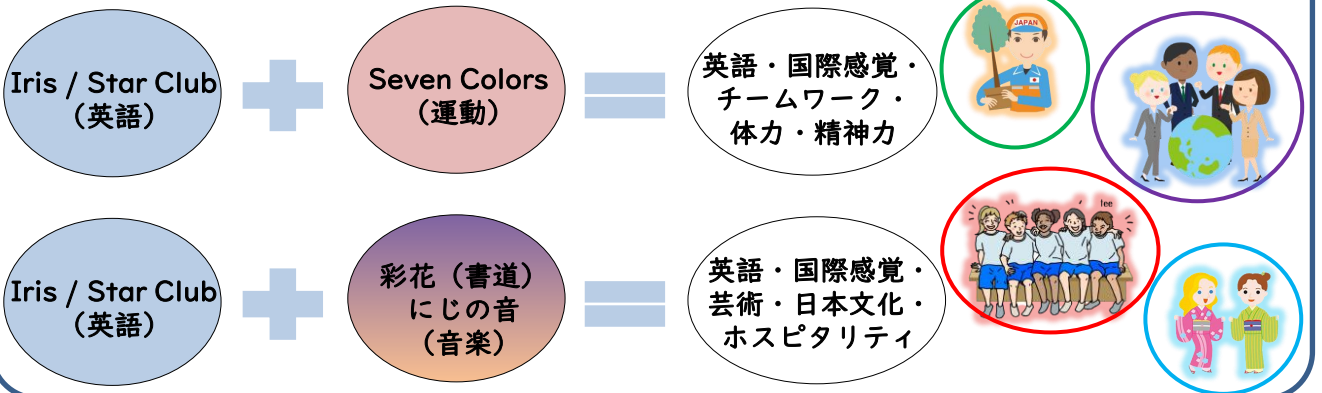 Iris / Star Club
（英語）
Seven Colors
（運動）
英語・国際感覚・
チームワーク・
体力・精神力
JAPAN
Iris / Star Club
（英語）
彩花（書道）
にじの音
（音楽）
英語・国際感覚・
芸術・日本文化・
ホスピタリティ
lee